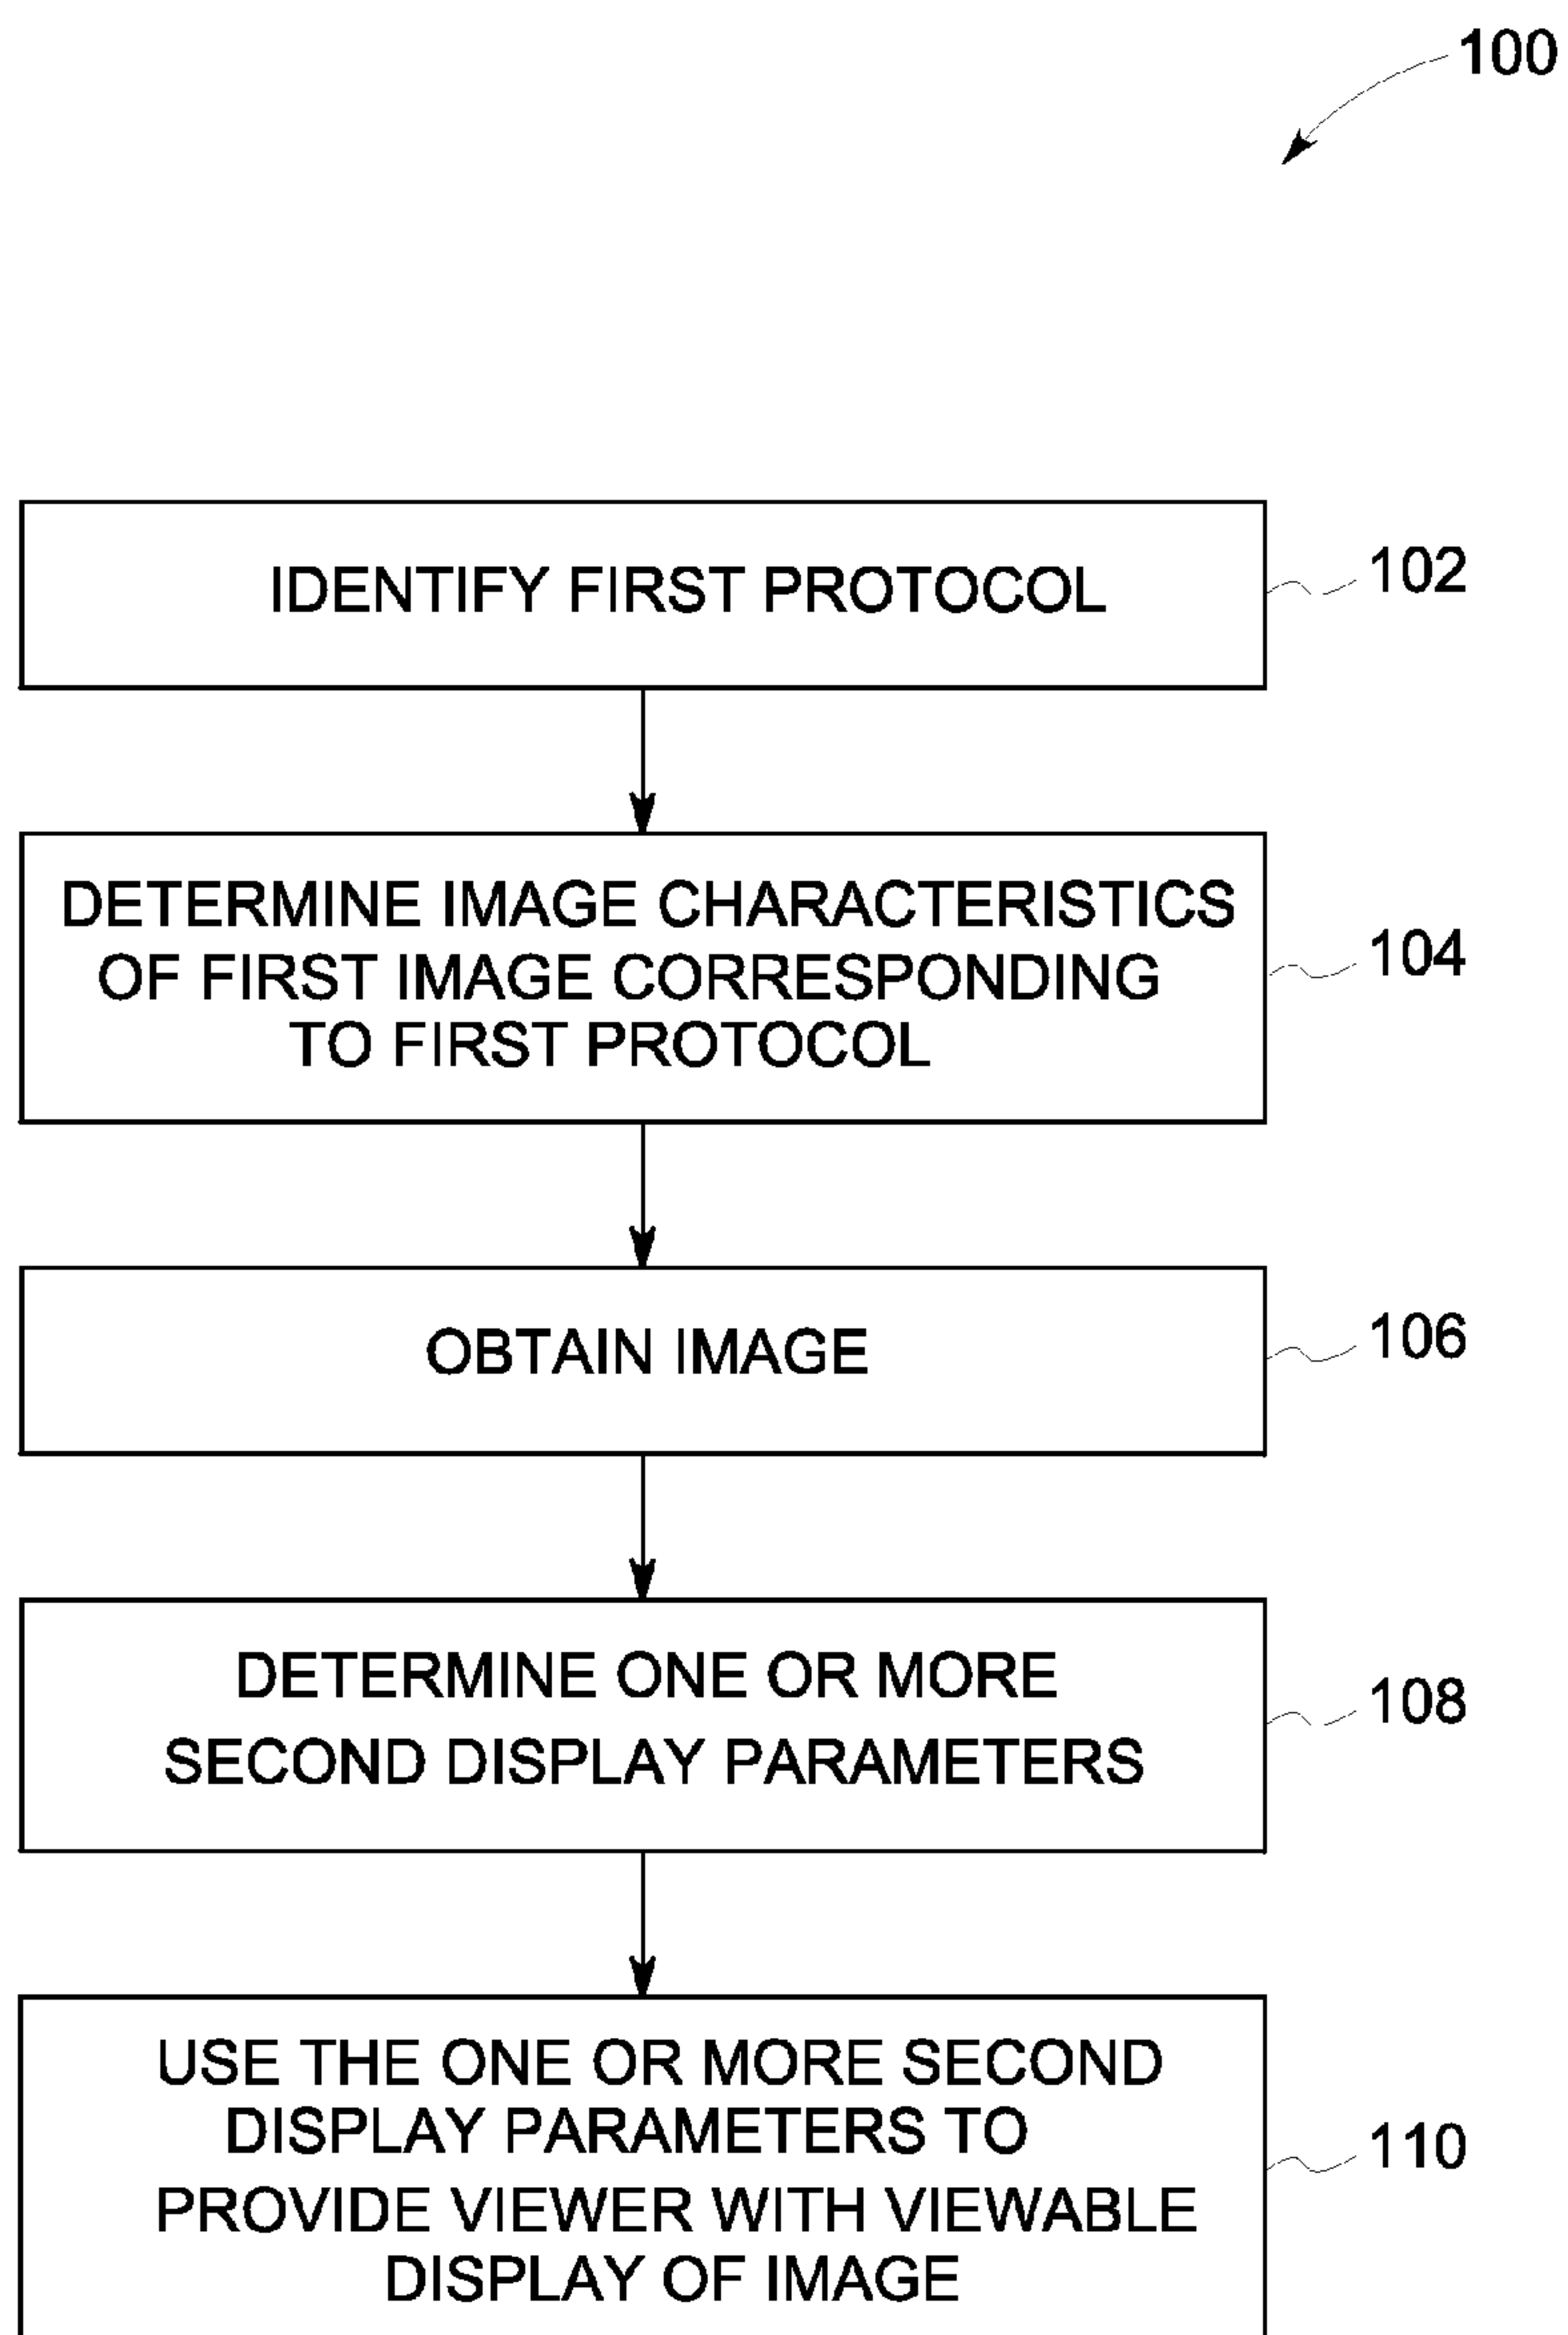 100
IDENTIFY FIRST PROTOCOL
102
DETERMINE IMAGE CHARACTERISTICS
OF FIRST IMAGE CORRESPONDING
TO FIRST PROTOCOL
104
OBTAIN IMAGE
106
DETERMINE ONE OR MORE
SECOND DISPLAY PARAMETERS
108
USE THE ONE OR MORE SECOND
DISPLAY PARAMETERS TO
PROVIDE VIEWER WITH VIEWABLE
DISPLAY OF IMAGE
110